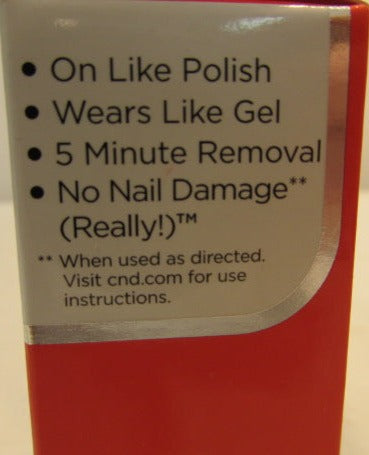 • On Like Polish
• Wears Like Gel
• 5 Minute Removal
• No Nail Damage**
(Really!)™
** When used as directed.
Visit cnd.com for use
instructions.